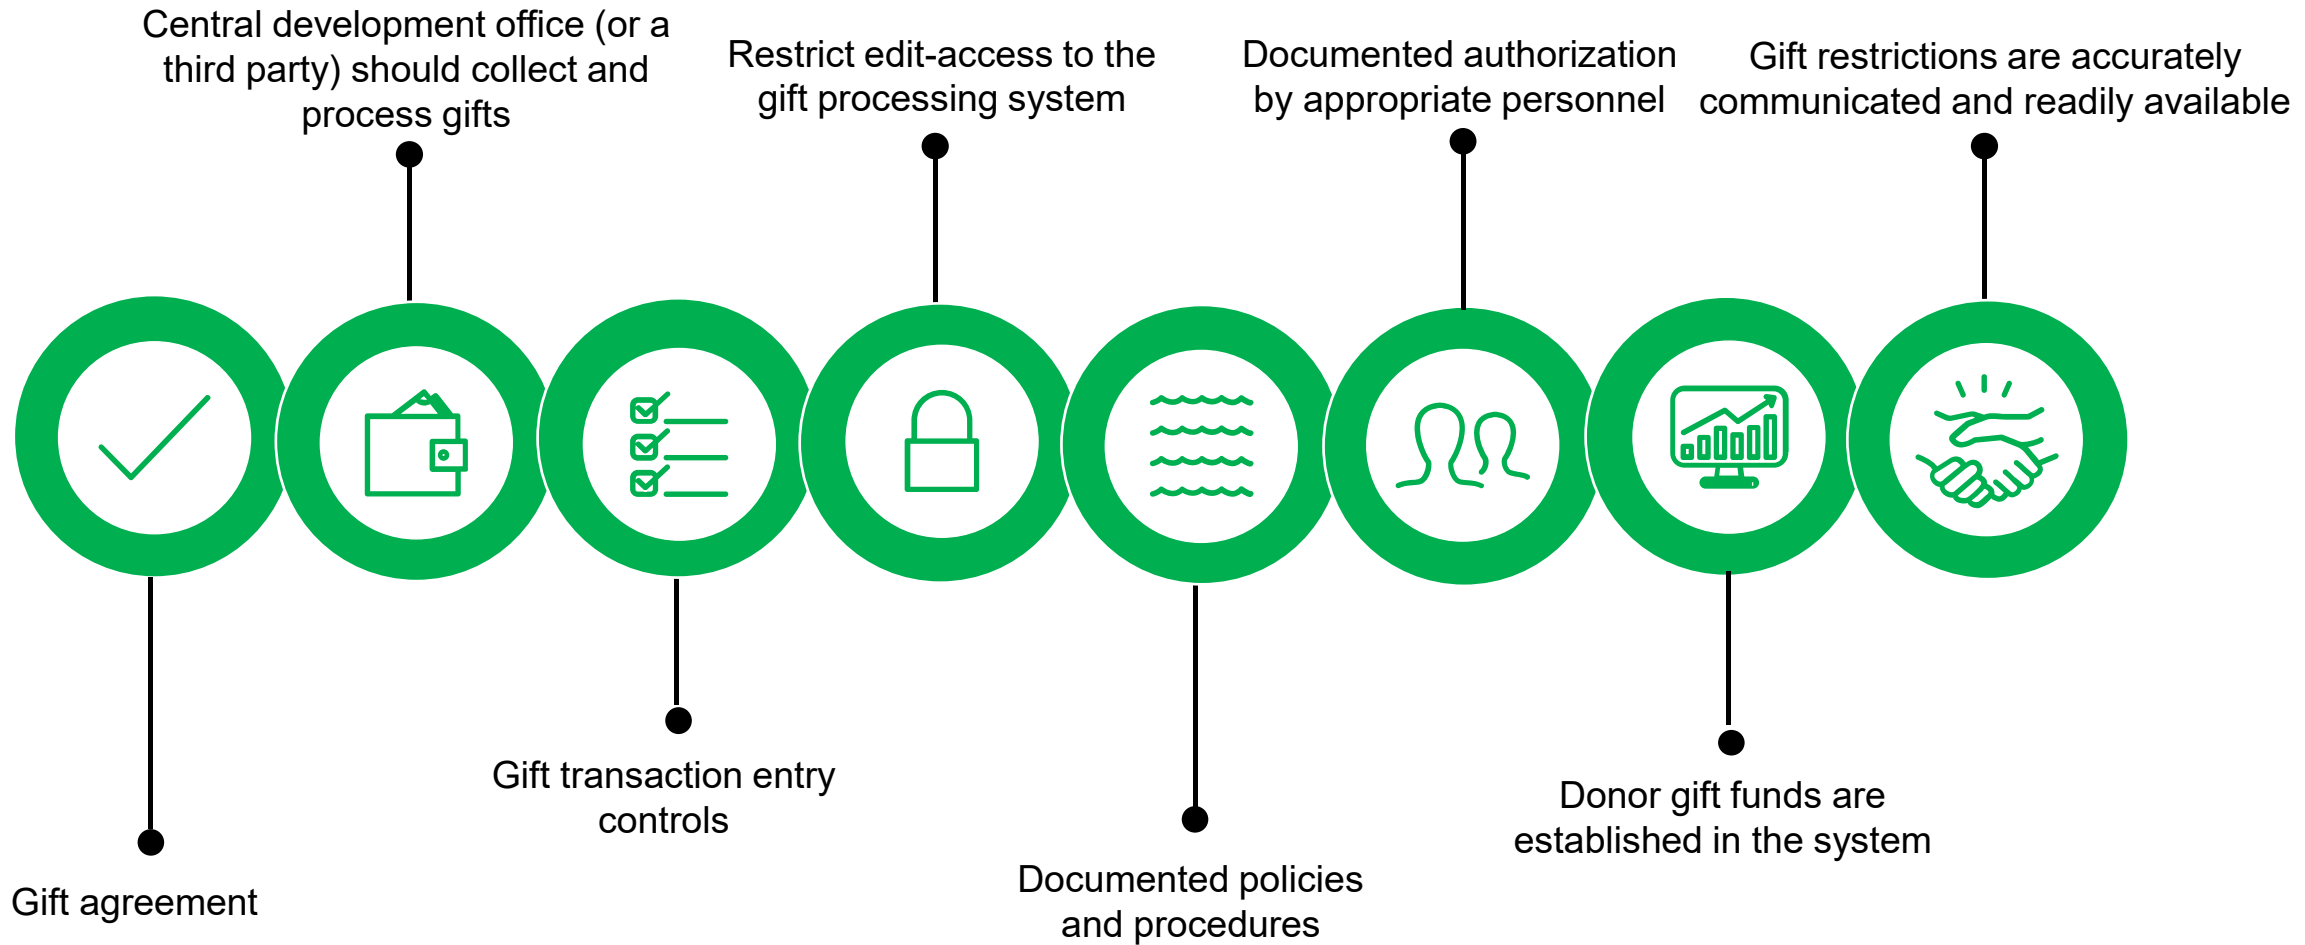 Central development office (or a
third party) should collect and
process gifts
Restrict edit-access to the
gift processing system
Documented authorization
by appropriate personnel
Gift restrictions are accurately
communicated and readily available
Gift agreement
Gift transaction entry
controls
Documented policies
and procedures
Donor gift funds are
established in the system